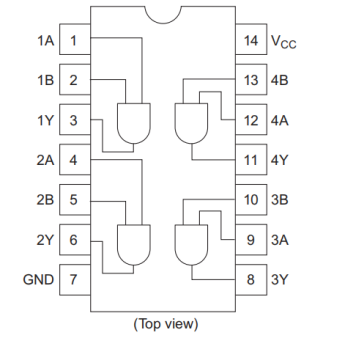 1A 1 14 VCC
1B 2 13 4B
1Y 3 12 4A
2A 4 11 4Y
2B 5 10 3B
2Y 6 9 3A
GND 7 8 3Y
(Top view)